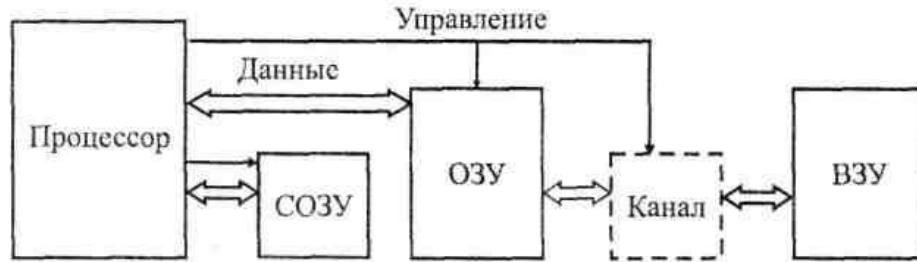 Управление
Данные
Процессор
СОЗУ
ОЗУ
Канал
ВЗУ